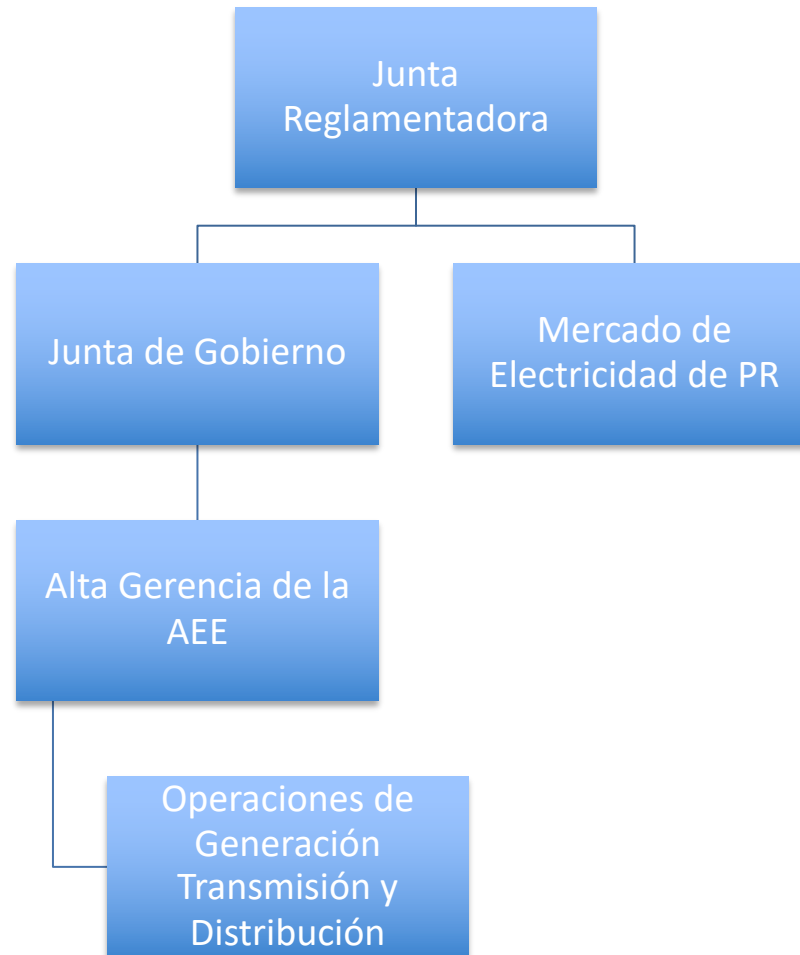 Junta
Reglamentadora
Junta de Gobierno
Mercado de
Electricidad de PR
Alta Gerencia de la
AEE
Operaciones de
Generación
Transmisión y
Distribución